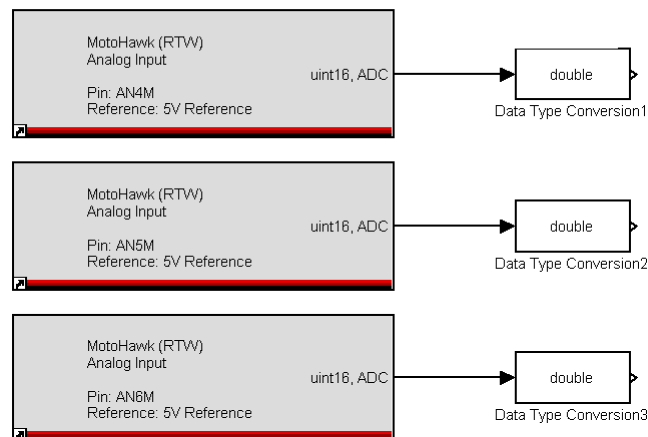 MotoHawk (RTW)
Analog Input
uint16, ADC
Pin: AN4M
Reference: 5V Reference
double
Data Type Conversion1
MotoHawk (RTW)
Analog Input
uint16, ADC
Pin: AN5M
Reference: 5V Reference
double
Data Type Conversion2
MotoHawk (RTW)
Analog Input
uint16, ADC
Pin: AN6M
Reference: 5V Reference
double
Data Type Conversion3